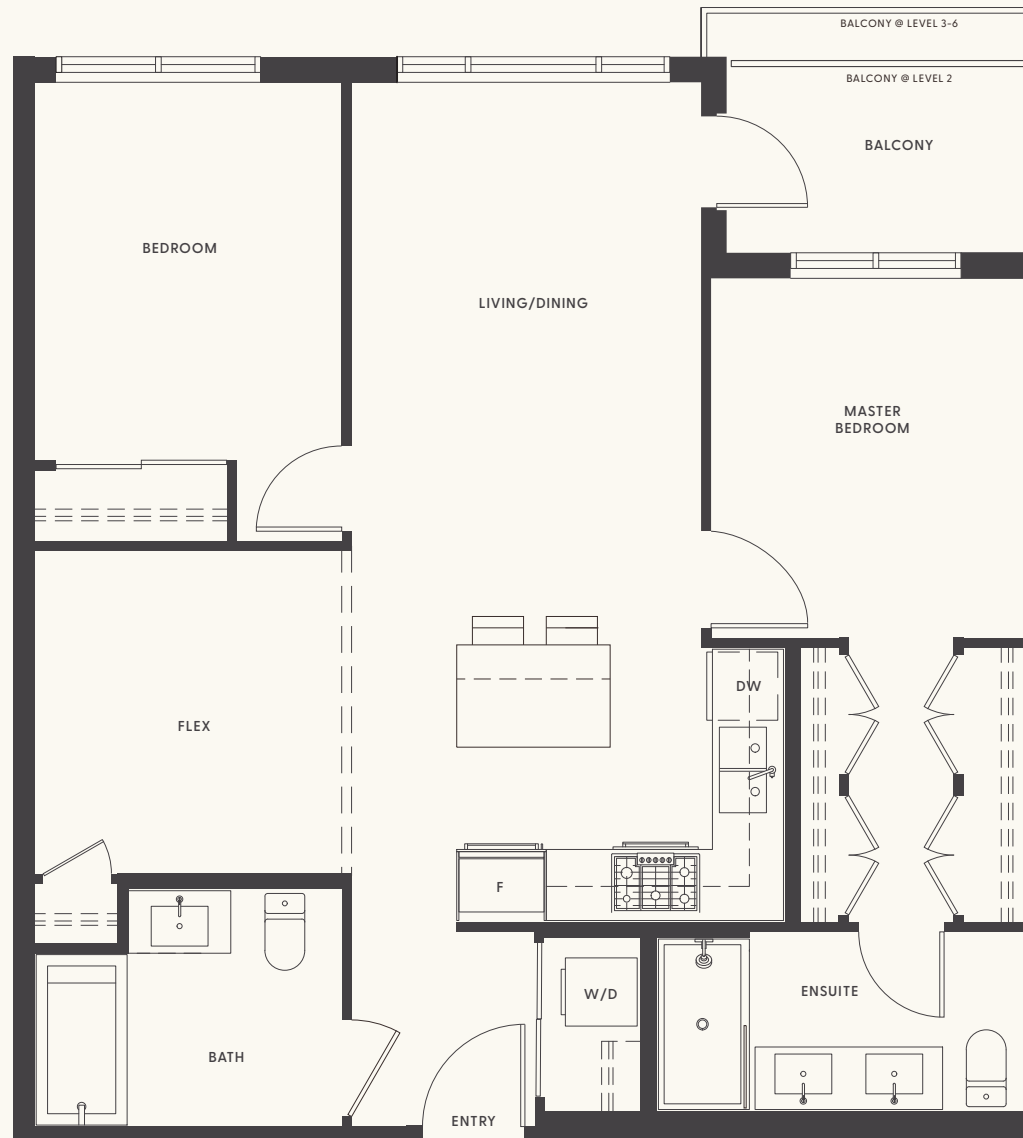 BALCONY @ LEVEL 3-6
BALCONY @ LEVEL 2
BALCONY
BEDROOM
LIVING/DINING
MASTER
BEDROOM
DW
FLEX
F
W/D
ENSUITE
BATH
ENTRY